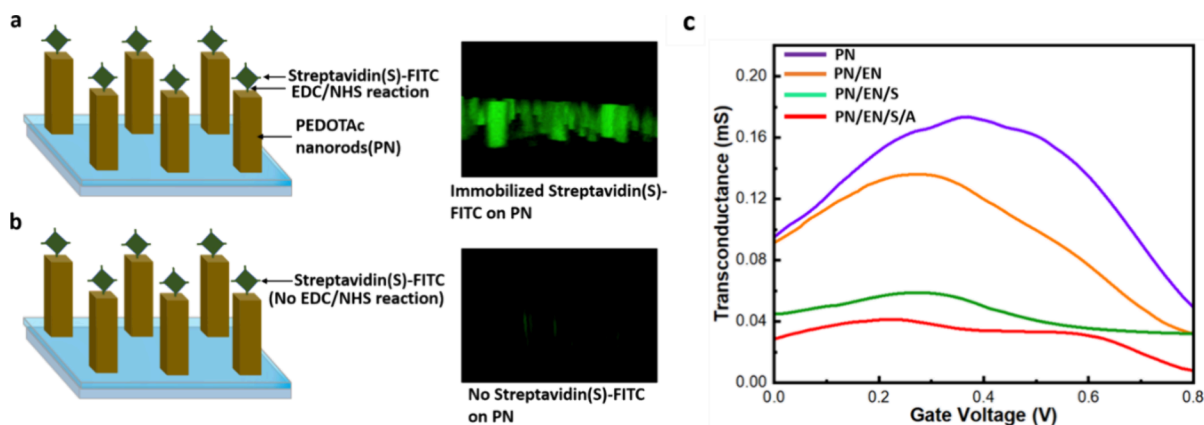 a
Streptavidin(S)-FITC
EDC/NHS reaction
PEDOTAc
nanorods(PN)
Immobilized Streptavidin(S)-
FITC on PN
b
Streptavidin(S)-FITC
(No EDC/NHS reaction)
No Streptavidin(S)-FITC
on PN
c
PN
PN/EN
PN/EN/S
PN/EN/S/A
Transconductance (mS)
0.20
0.16
0.12
0.08
0.04
0.00
0.0 0.2 0.4 0.6 0.8
Gate Voltage (V)